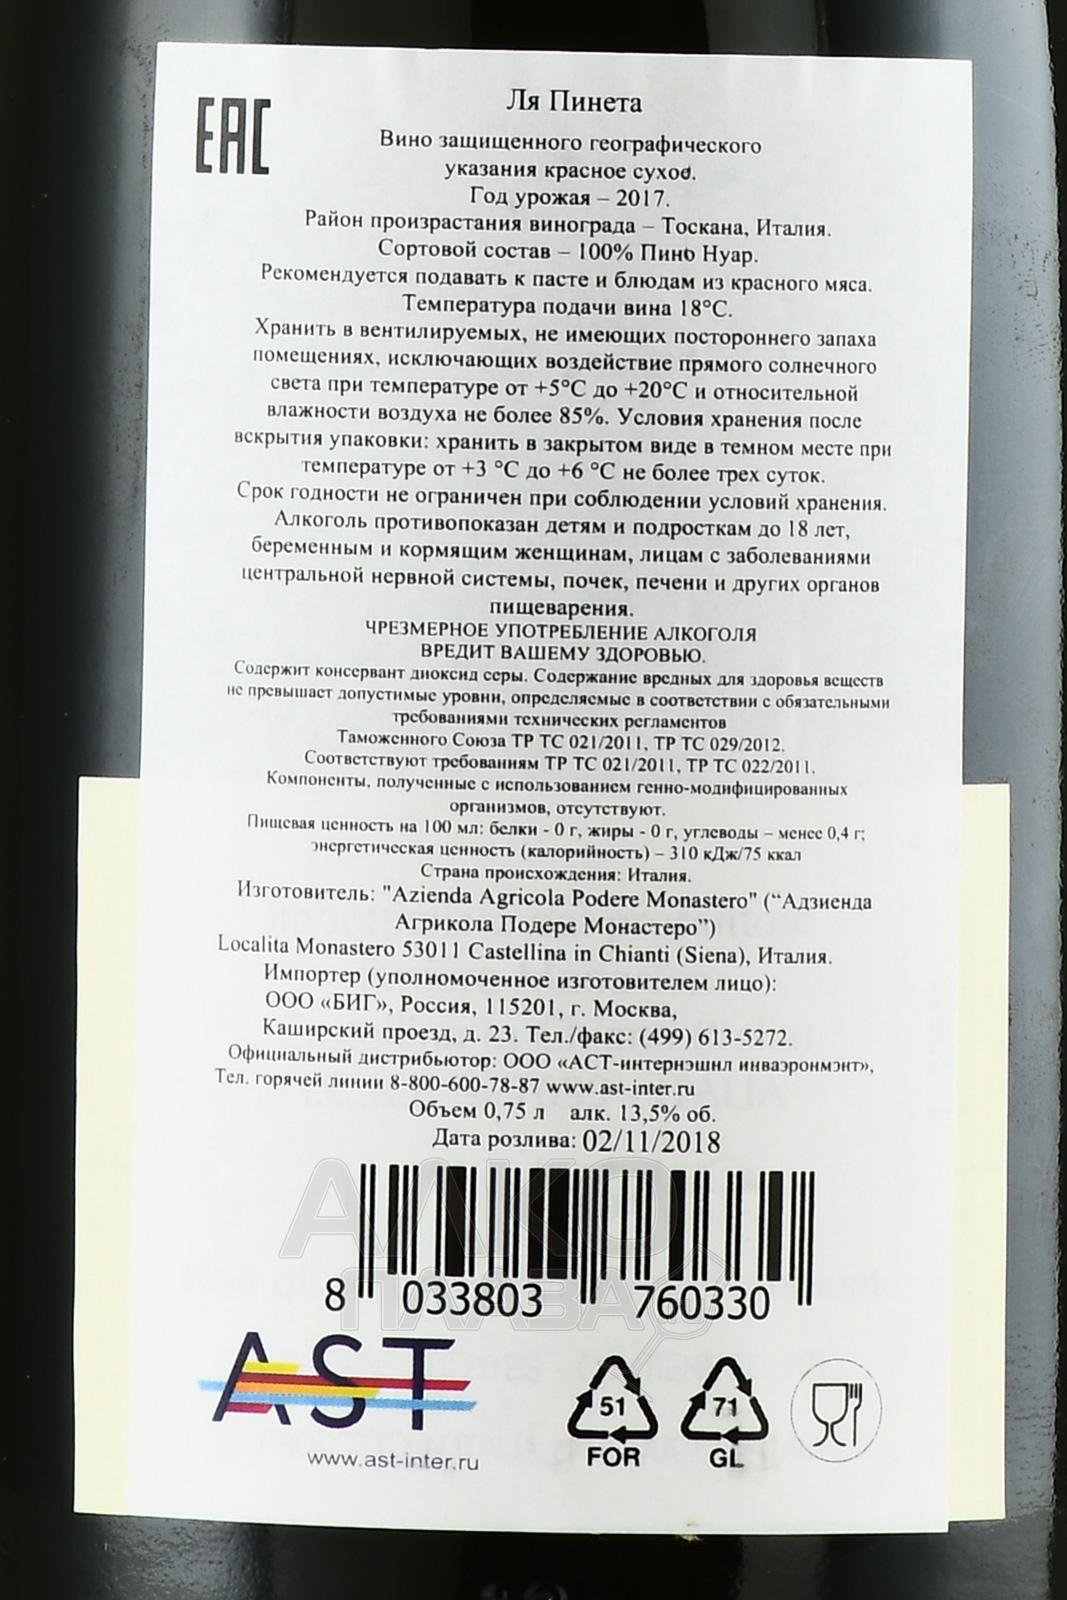 EAC
Ля Пинета
Вино защищенного географического
указания красное сухое.
Год урожая – 2017.
Район произрастания винограда – Тоскана, Италия.
Сортовой состав – 100% Пино Нуар.
Рекомендуется подавать к пасте и блюдам из красного мяса.
Температура подачи вина 18°С.
Хранить в вентилируемых, не имеющих постороннего запаха
помещениях, исключающих воздействие прямого солнечного
света при температуре от +5°С до +20°С и относительной
влажности воздуха не более 85%. Условия хранения после
вскрытия упаковки: хранить в закрытом виде в темном месте при
температуре от +3 °С до +6 °С не более трех суток.
Срок годности не ограничен при соблюдении условий хранения.
Алкоголь противопоказан детям и подросткам до 18 лет,
беременным и кормящим женщинам, лицам с заболеваниями
центральной нервной системы, почек, печени и других органов
пищеварения.
ЧРЕЗМЕРНОЕ УПОТРЕБЛЕНИЕ АЛКОГОЛЯ
ВРЕДИТ ВАШЕМУ ЗДОРОВЬЮ.
Содержит консервант диоксид серы. Содержание вредных для здоровья веществ
не превышает допустимые уровни, определяемые в соответствии с обязательными
требованиями технических регламентов
Таможенного Союза ТР ТС 021/2011, ТР ТС 029/2012.
Соответствуют требованиям ТР ТС 021/2011, ТР ТС 022/2011.
Компоненты, полученные с использованием генно-модифицированных
организмов, отсутствуют.
Пищевая ценность на 100 мл: белки - 0 г, жиры - 0 г, углеводы – менее 0,4 г;
энергетическая ценность (калорийность) – 310 кДж/75 ккал
Страна происхождения: Италия.
Изготовитель: "Azienda Agricola Podere Monastero" (“Адзиенда
Агрикола Подере Монастеро”)
Localita Monastero 53011 Castellina in Chianti (Siena), Италия.
Импортер (уполномоченное изготовителем лицо):
ООО «БИГ», Россия, 115201, г. Москва,
Каширский проезд, д. 23. Тел./факс: (499) 613-5272.
Официальный дистрибьютор: ООО «АСТ-интернэшнл инваэронмэнт»,
Тел. горячей линии 8-800-600-78-87 www.ast-inter.ru
Объем 0,75 л алк. 13,5% об.
Дата розлива: 02/11/2018
АЛКО
ПЛАЗА
8 033803 760330
AST
www.ast-inter.ru
51
FOR
71
GL